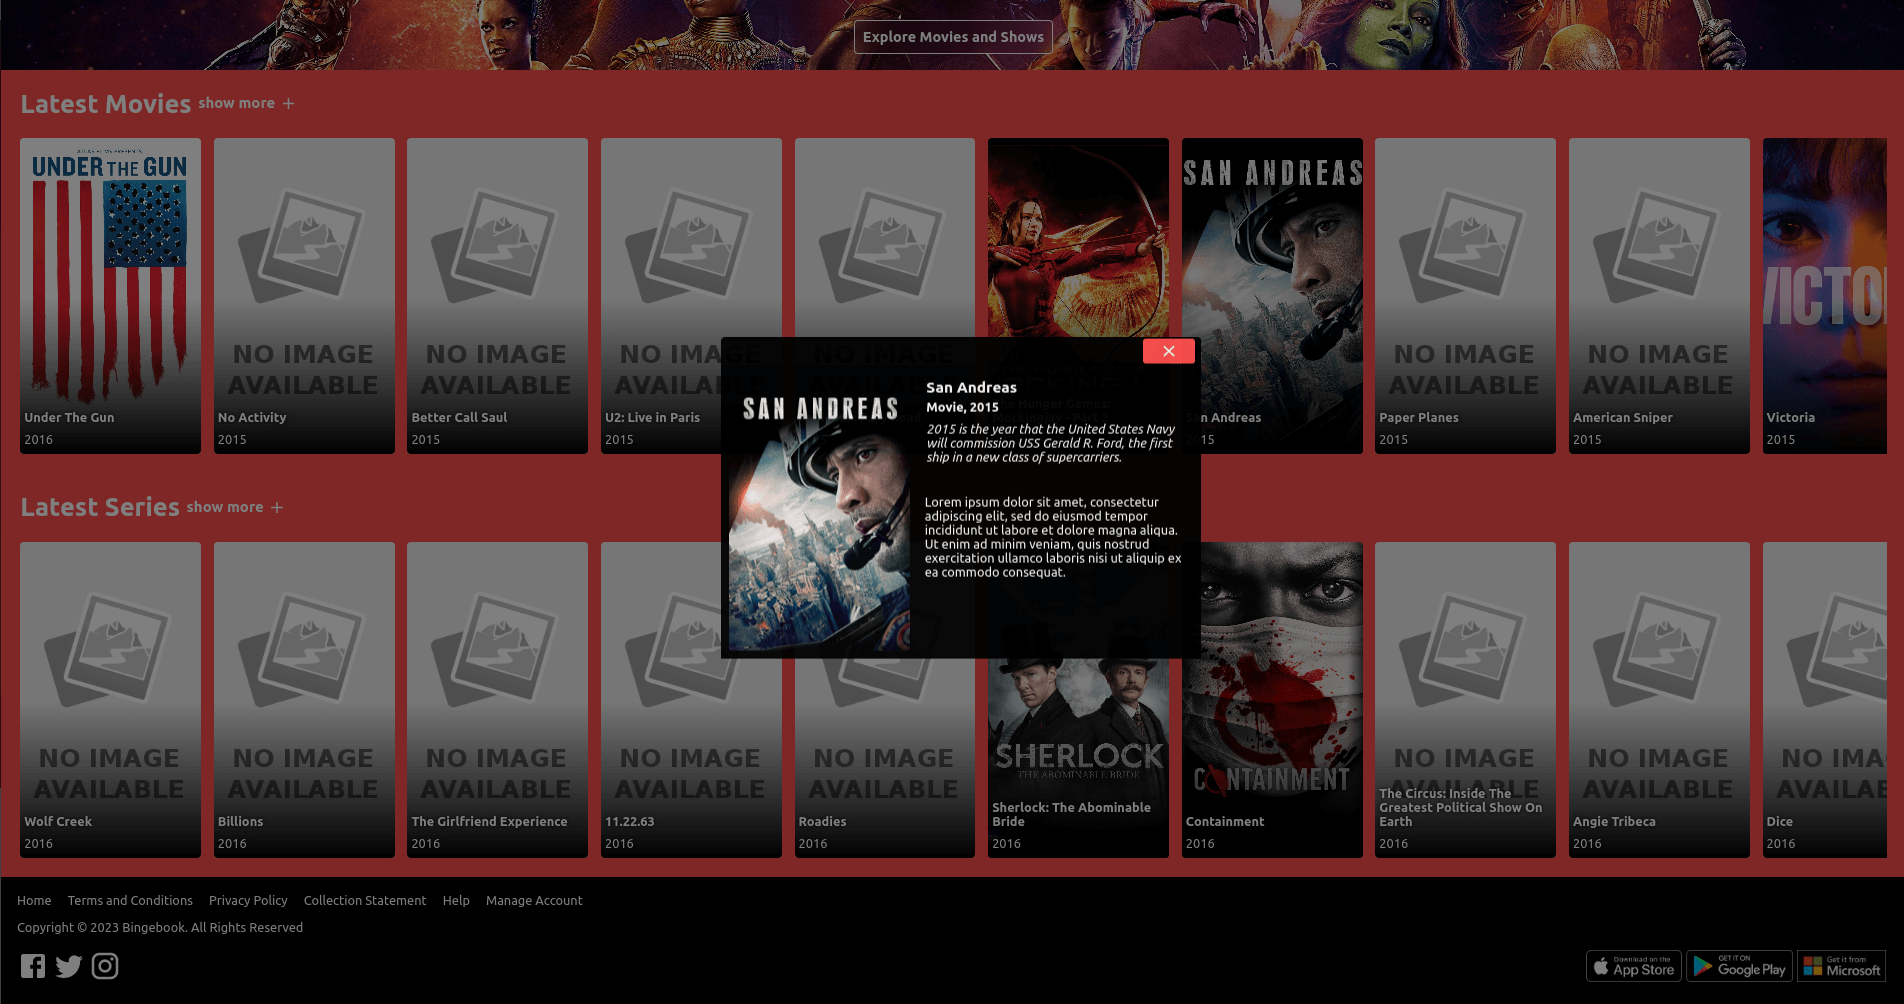 Explore Movies and Shows
Latest Movies show more +
ATLAS FILMS PRESENTS
UNDER THE GUN
Under The Gun
2016
NO IMAGE
AVAILABLE
No Activity
2015
NO IMAGE
AVAILABLE
Better Call Saul
2015
NO IMAGE
AVAILABLE
U2: Live in Paris
2015
SAN ANDREAS
San Andreas
2015
NO IMAGE
AVAILABLE
Paper Planes
2015
NO IMAGE
AVAILABLE
American Sniper
2015
VICTO
Victoria
2015
SAN ANDREAS
San Andreas
Movie, 2015
2015 is the year that the United States Navy
will commission USS Gerald R. Ford, the first
ship in a new class of supercarriers.
Lorem ipsum dolor sit amet, consectetur
adipiscing elit, sed do eiusmod tempor
incididunt ut labore et dolore magna aliqua.
Ut enim ad minim veniam, quis nostrud
exercitation ullamco laboris nisi ut aliquip ex
ea commodo consequat.
Latest Series show more +
NO IMAGE
AVAILABLE
Wolf Creek
2016
NO IMAGE
AVAILABLE
Billions
2016
NO IMAGE
AVAILABLE
The Girlfriend Experience
2016
NO IMAGE
AVAILABLE
11.22.63
2016
NO IMAGE
AVAILABLE
Roadies
2016
SHERLOCK
THE ABOMINABLE BRIDE
Sherlock: The Abominable
Bride
2016
CONTAINMENT
Containment
2016
NO IMAGE
AVAILABLE
The Circus: Inside The
Greatest Political Show On
Earth
2016
NO IMAGE
AVAILABLE
Angie Tribeca
2016
NO IMA
AVAILAB
Dice
2016
Home Terms and Conditions Privacy Policy Collection Statement Help Manage Account
Copyright © 2023 Bingebook. All Rights Reserved
Download on the
App Store
GET IT ON
Google Play
Get it from
Microsoft